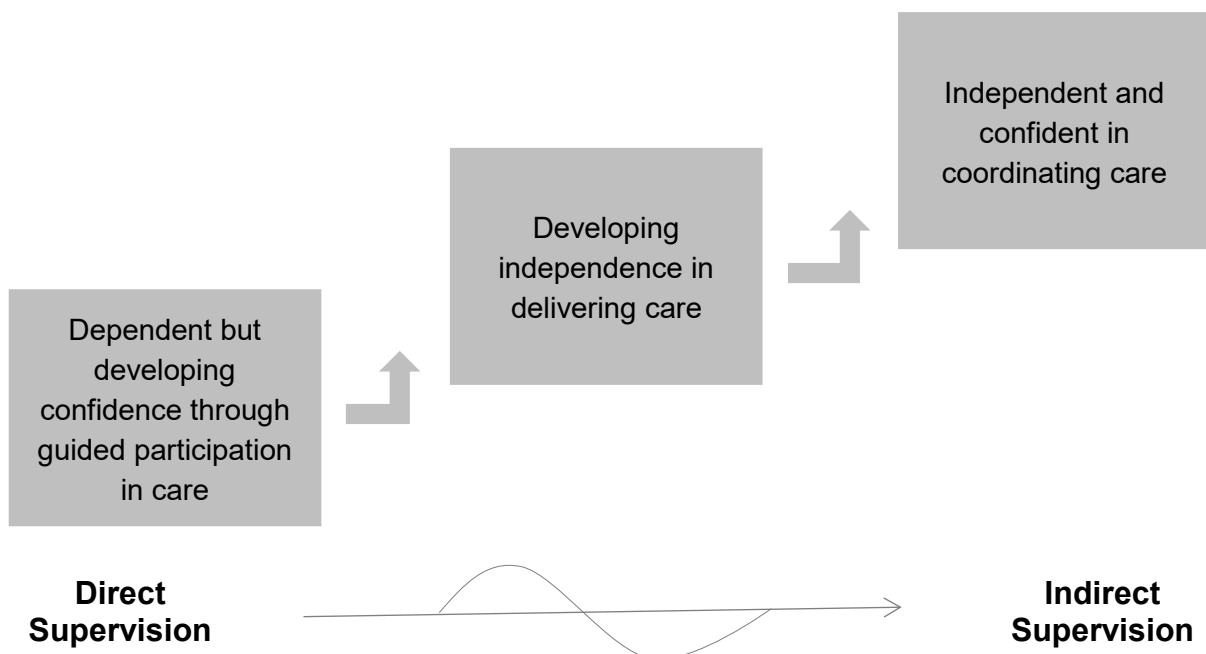 Independent and
confident in
coordinating care
Developing
independence in
delivering care
Dependent but
developing
confidence through
guided participation
in care
Direct
Supervision
Indirect
Supervision